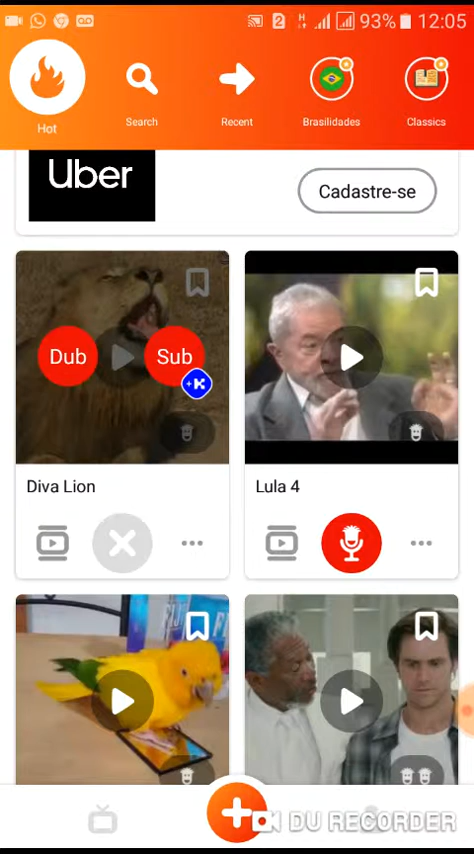 2 H 93% 12:05
Hot
Search
Recent
Brasilidades
Classics
Uber
Cadastre-se
Dub
Sub
+K
Diva Lion
Lula 4
DU RECORDER